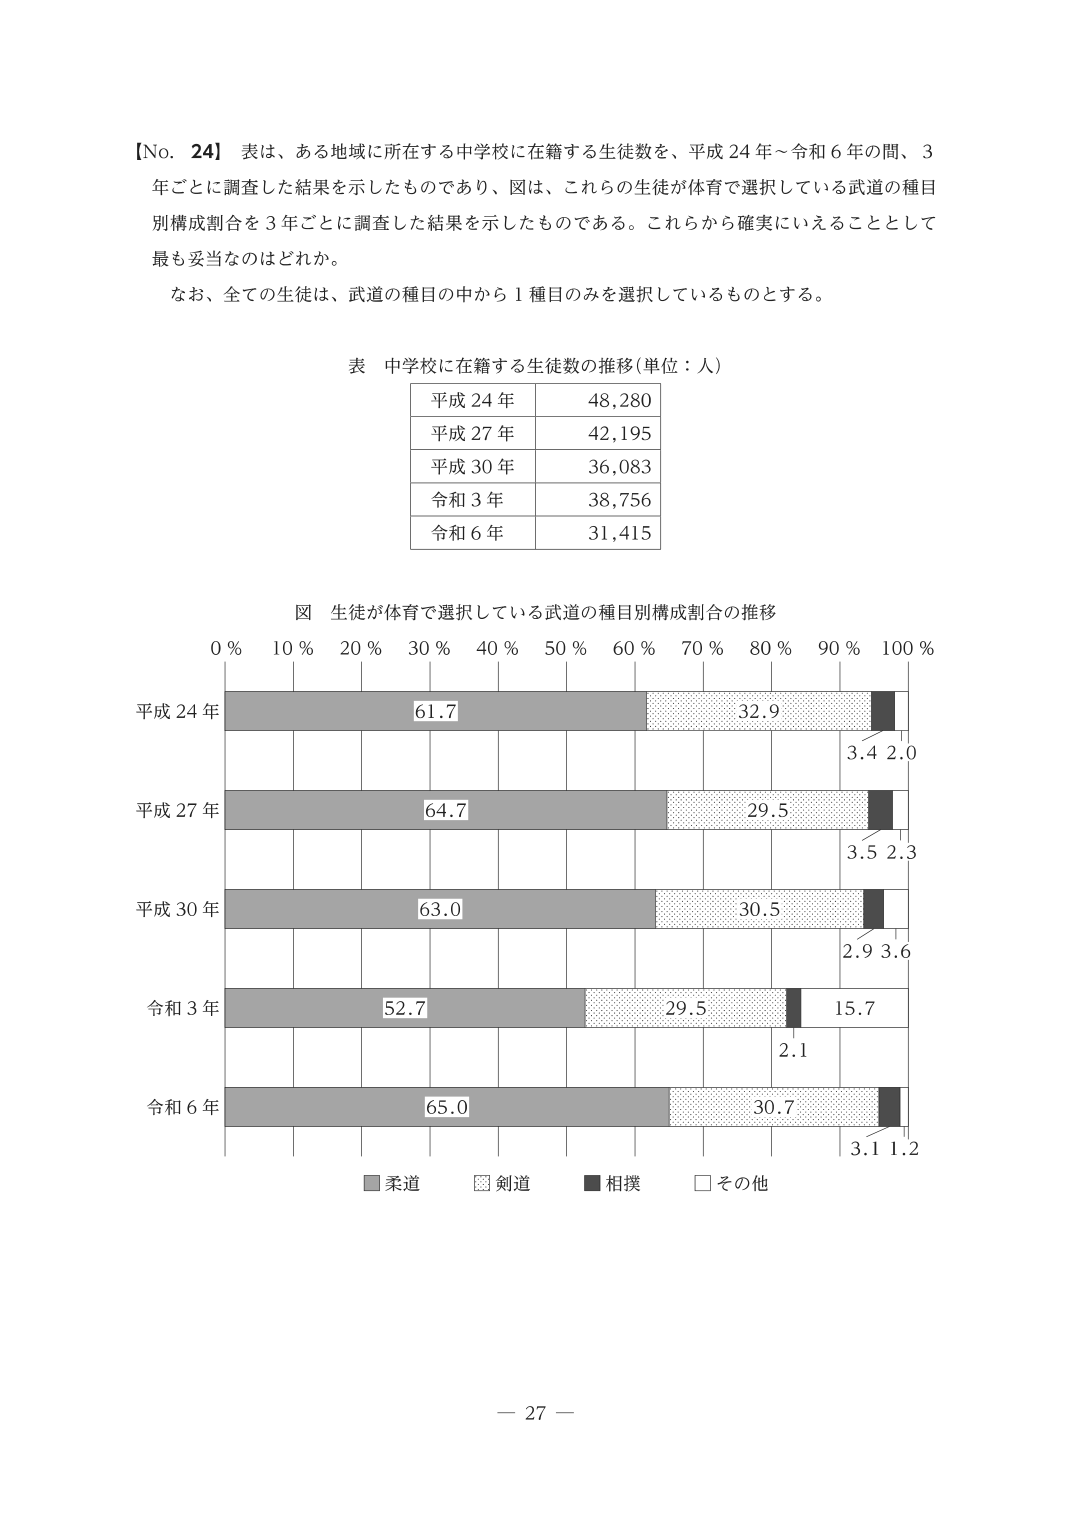 【No. 24】 表は、ある地域に所在する中学校に在籍する生徒数を、平成 24 年～令和 6 年の間、3
年ごとに調査した結果を示したものであり、図は、これらの生徒が体育で選択している武道の種目
別構成割合を 3 年ごとに調査した結果を示したものである。これらから確実にいえることとして
最も妥当なのはどれか。
なお、全ての生徒は、武道の種目の中から 1 種目のみを選択しているものとする。
表 中学校に在籍する生徒数の推移(単位：人)
平成 24 年 48,280
平成 27 年 42,195
平成 30 年 36,083
令和 3 年 38,756
令和 6 年 31,415
図 生徒が体育で選択している武道の種目別構成割合の推移
0 % 10 % 20 % 30 % 40 % 50 % 60 % 70 % 80 % 90 % 100 %
平成 24 年 61.7 32.9
3.4 2.0
平成 27 年 64.7 29.5
3.5 2.3
平成 30 年 63.0 30.5
2.9 3.6
令和 3 年 52.7 29.5 15.7
2.1
令和 6 年 65.0 30.7
3.1 1.2
柔道 剣道 相撲 その他
— 27 —